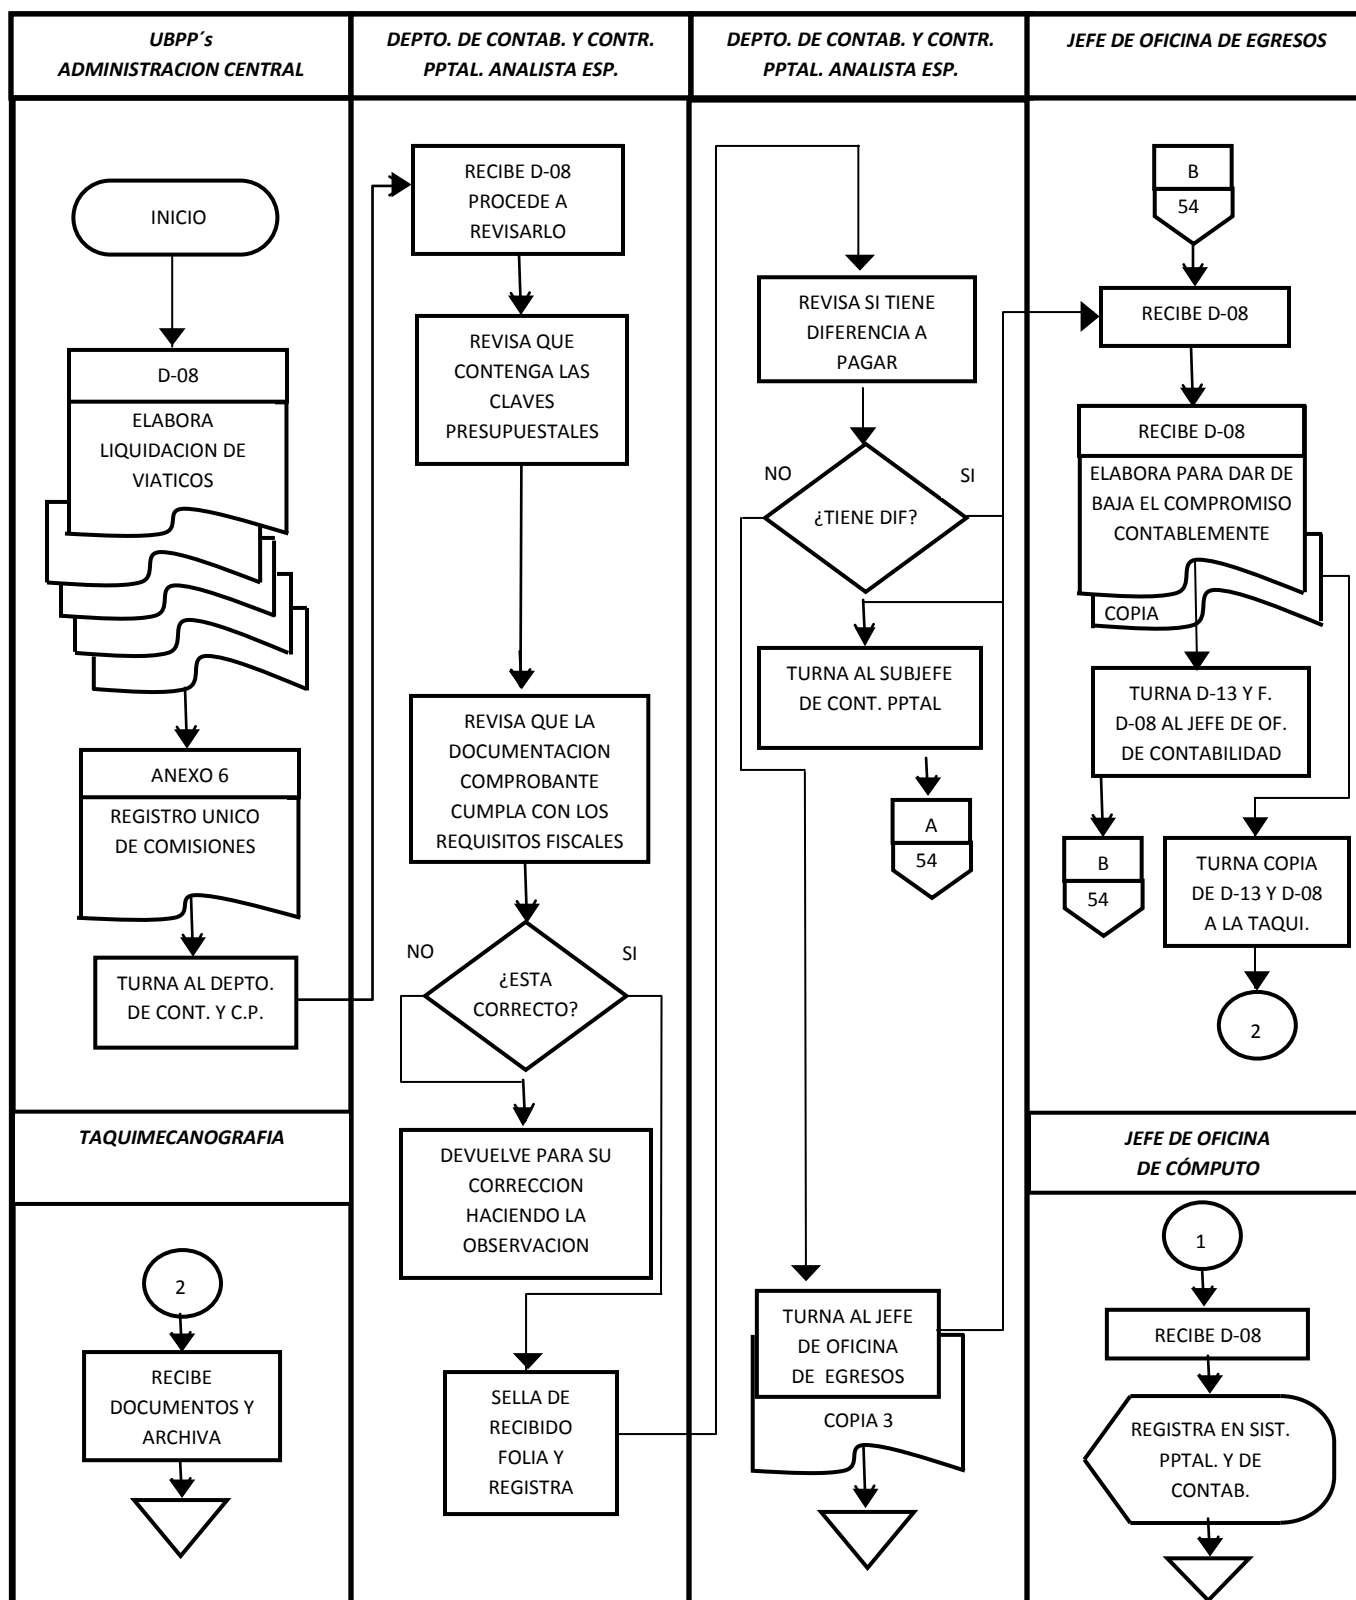 UBPP´s
ADMINISTRACION CENTRAL
DEPTO. DE CONTAB. Y CONTR.
PPTAL. ANALISTA ESP.
DEPTO. DE CONTAB. Y CONTR.
PPTAL. ANALISTA ESP.
JEFE DE OFICINA DE EGRESOS
INICIO
D-08
ELABORA
LIQUIDACION DE
VIATICOS
ANEXO 6
REGISTRO UNICO
DE COMISIONES
TURNA AL DEPTO.
DE CONT. Y C.P.
TAQUIMECANOGRAFIA
2
RECIBE
DOCUMENTOS Y
ARCHIVA
RECIBE D-08
PROCEDE A
REVISARLO
REVISA QUE
CONTENGA LAS
CLAVES
PRESUPUESTALES
REVISA QUE LA
DOCUMENTACION
COMPROBANTE
CUMPLA CON LOS
REQUISITOS FISCALES
NO
SI
¿ESTA
CORRECTO?
DEVUELVE PARA SU
CORRECCION
HACIENDO LA
OBSERVACION
SELLA DE
RECIBIDO
FOLIA Y
REGISTRA
REVISA SI TIENE
DIFERENCIA A
PAGAR
NO
SI
¿TIENE DIF?
TURNA AL SUBJEFE
DE CONT. PPTAL
A
54
TURNA AL JEFE
DE OFICINA
DE EGRESOS
COPIA 3
B
54
RECIBE D-08
RECIBE D-08
ELABORA PARA DAR DE
BAJA EL COMPROMISO
CONTABLEMENTE
COPIA
TURNA D-13 Y F.
D-08 AL JEFE DE OF.
DE CONTABILIDAD
B
54
TURNA COPIA
DE D-13 Y D-08
A LA TAQUI.
2
JEFE DE OFICINA
DE CÓMPUTO
1
RECIBE D-08
REGISTRA EN SIST.
PPTAL. Y DE
CONTAB.